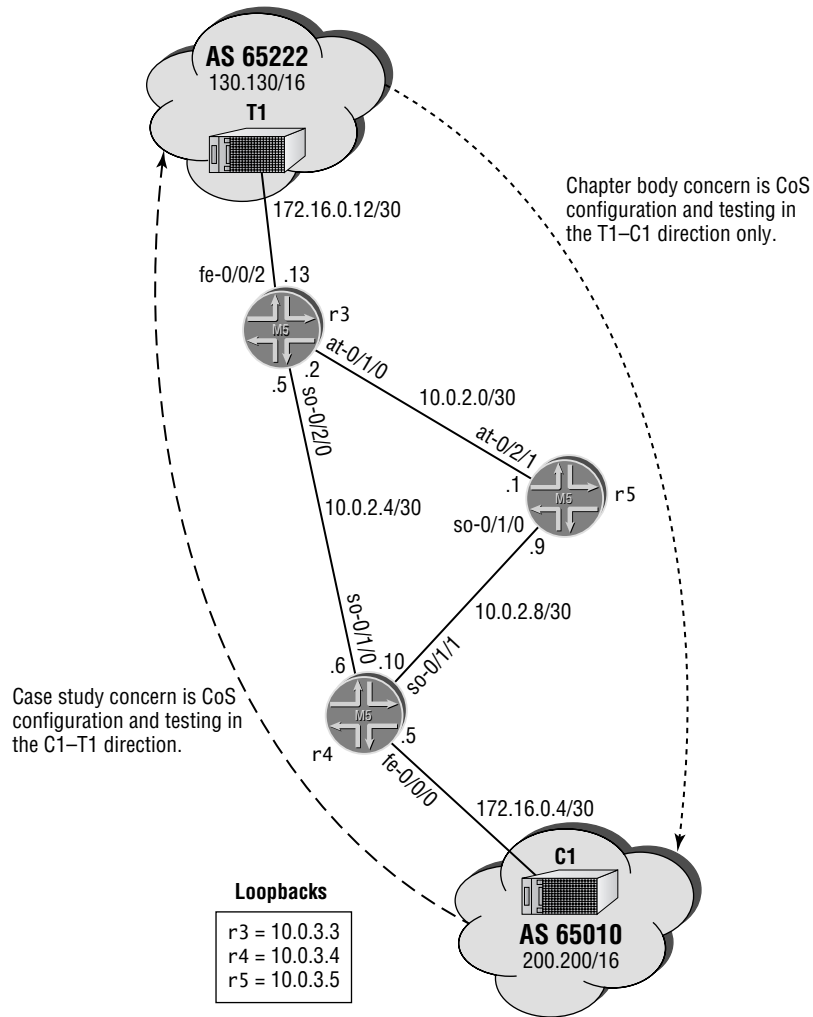 AS 65222
130.130/16
T1
172.16.0.12/30
Chapter body concern is CoS
configuration and testing in
the T1–C1 direction only.
fe-0/0/2
.13
r3
M5
at-0/1/0
.2
.5
so-0/2/0
10.0.2.0/30
at-0/2/1
.1
M5
r5
10.0.2.4/30
so-0/1/0
.9
so-0/1/0
10.0.2.8/30
.6
.10
so-0/1/1
Case study concern is CoS
configuration and testing in
the C1–T1 direction.
M5
.5
r4
fe-0/0/0
172.16.0.4/30
C1
Loopbacks
r3 = 10.0.3.3
r4 = 10.0.3.4
r5 = 10.0.3.5
AS 65010
200.200/16